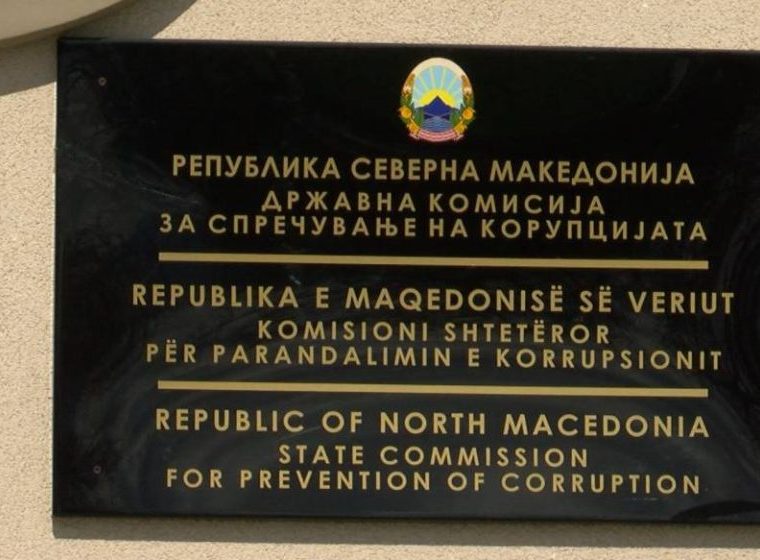 РЕПУБЛИКА СЕВЕРНА МАКЕДОНИЈА
ДРЖАВНА КОМИСИЈА
ЗА СПРЕЧУВАЊЕ НА КОРУПЦИЈАТА
REPUBLIKA E MAQEDONISË SË VERIUT
KOMISIONI SHTETËROR
PËR PARANDALIMIN E KORRUPSIONIT
REPUBLIC OF NORTH MACEDONIA
STATE COMMISSION
FOR PREVENTION OF CORRUPTION